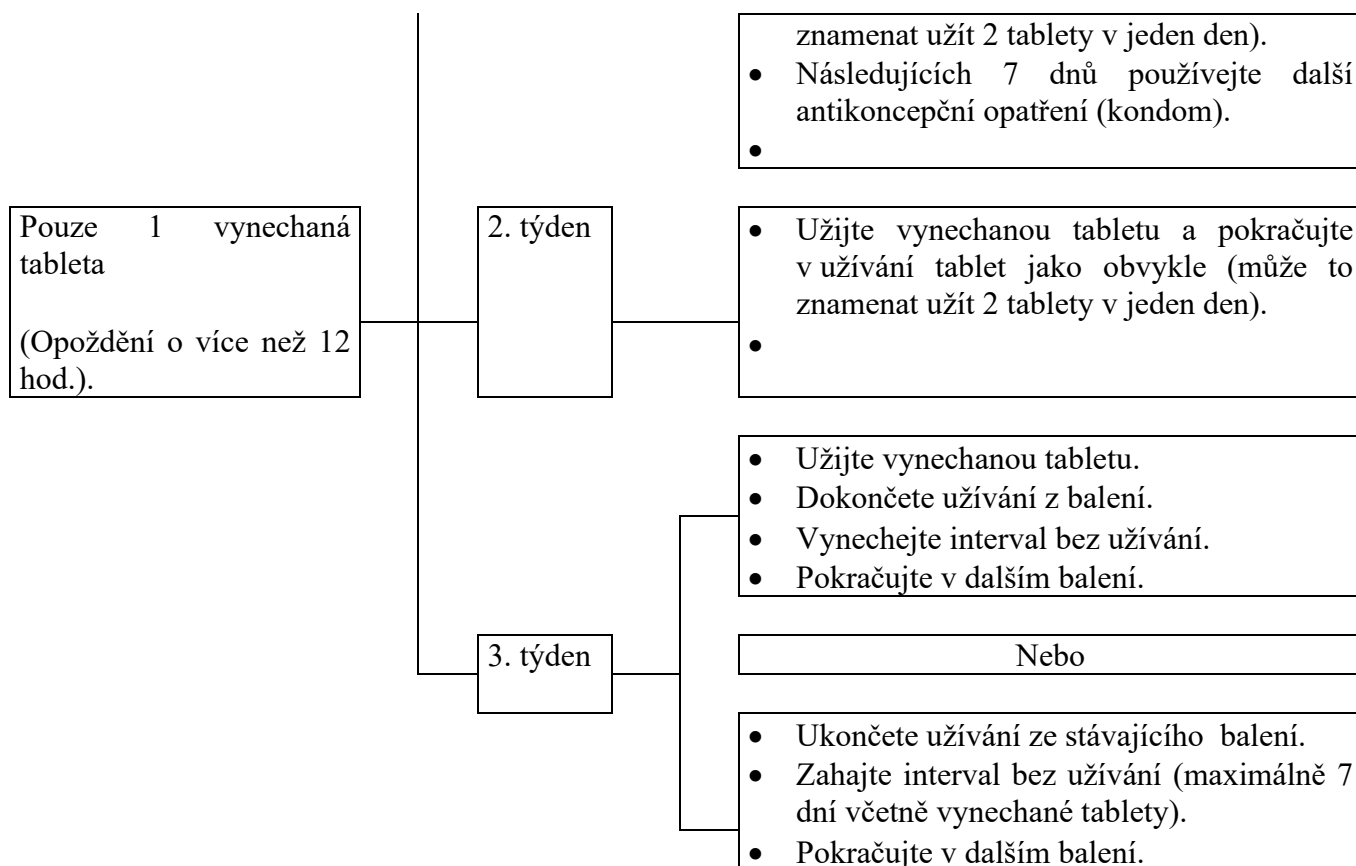 znamenat užít 2 tablety v jeden den).
• Následujících 7 dnů používejte další
antikoncepční opatření (kondom).
•
Pouze 1 vynechaná
tableta
(Opoždění o více než 12
hod.).
2. týden
• Užijte vynechanou tabletu a pokračujte
v užívání tablet jako obvykle (může to
znamenat užít 2 tablety v jeden den).
•
• Užijte vynechanou tabletu.
• Dokončete užívání z balení.
• Vynechejte interval bez užívání.
• Pokračujte v dalším balení.
3. týden
Nebo
• Ukončete užívání ze stávajícího  balení.
• Zahajte interval bez užívání (maximálně 7
dní včetně vynechané tablety).
• Pokračujte v dalším balení.